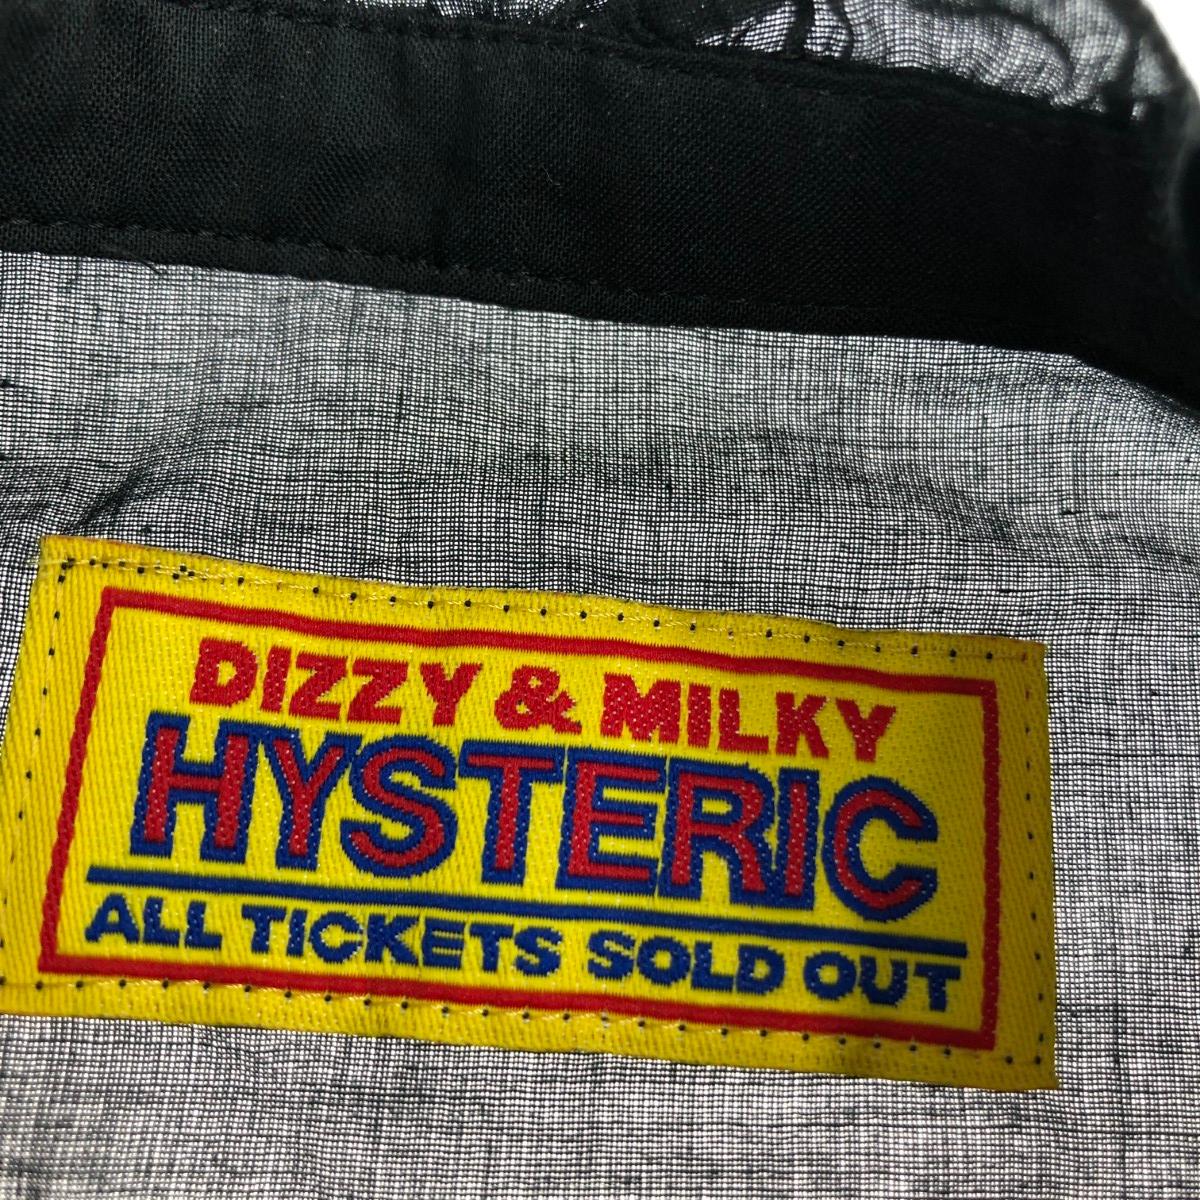 DIZZY & MILKY
HYSTERIC
ALL TICKETS SOLD OUT